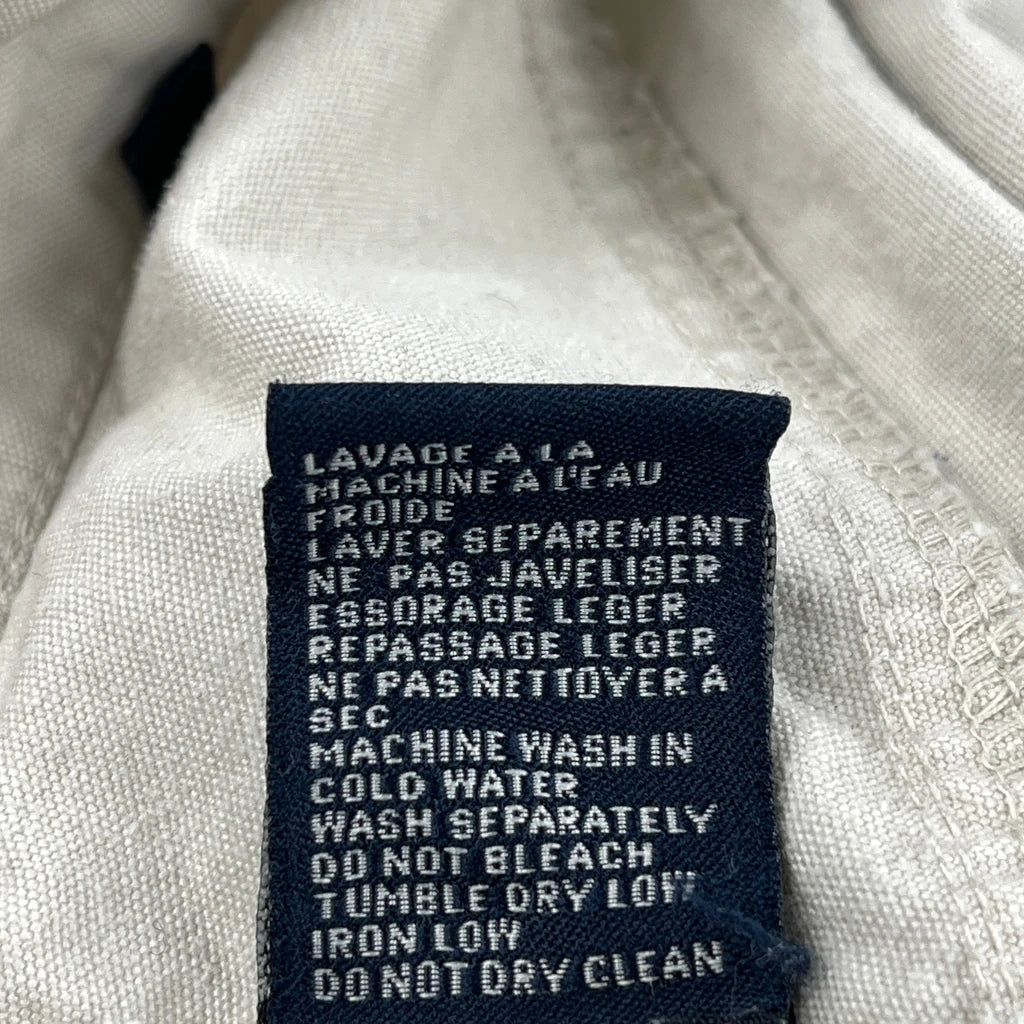 LAVAGE A LA
MACHINE A L'EAU
FROIDE
LAVER SEPAREMENT
NE PAS JAVELISER
ESSORAGE LEGER
REPASSAGE LEGER
NE PAS NETTOYER A
SEC
MACHINE WASH IN
COLD WATER
WASH SEPARATELY
DO NOT BLEACH
TUMBLE DRY LOW
IRON LOW
DO NOT DRY CLEAN